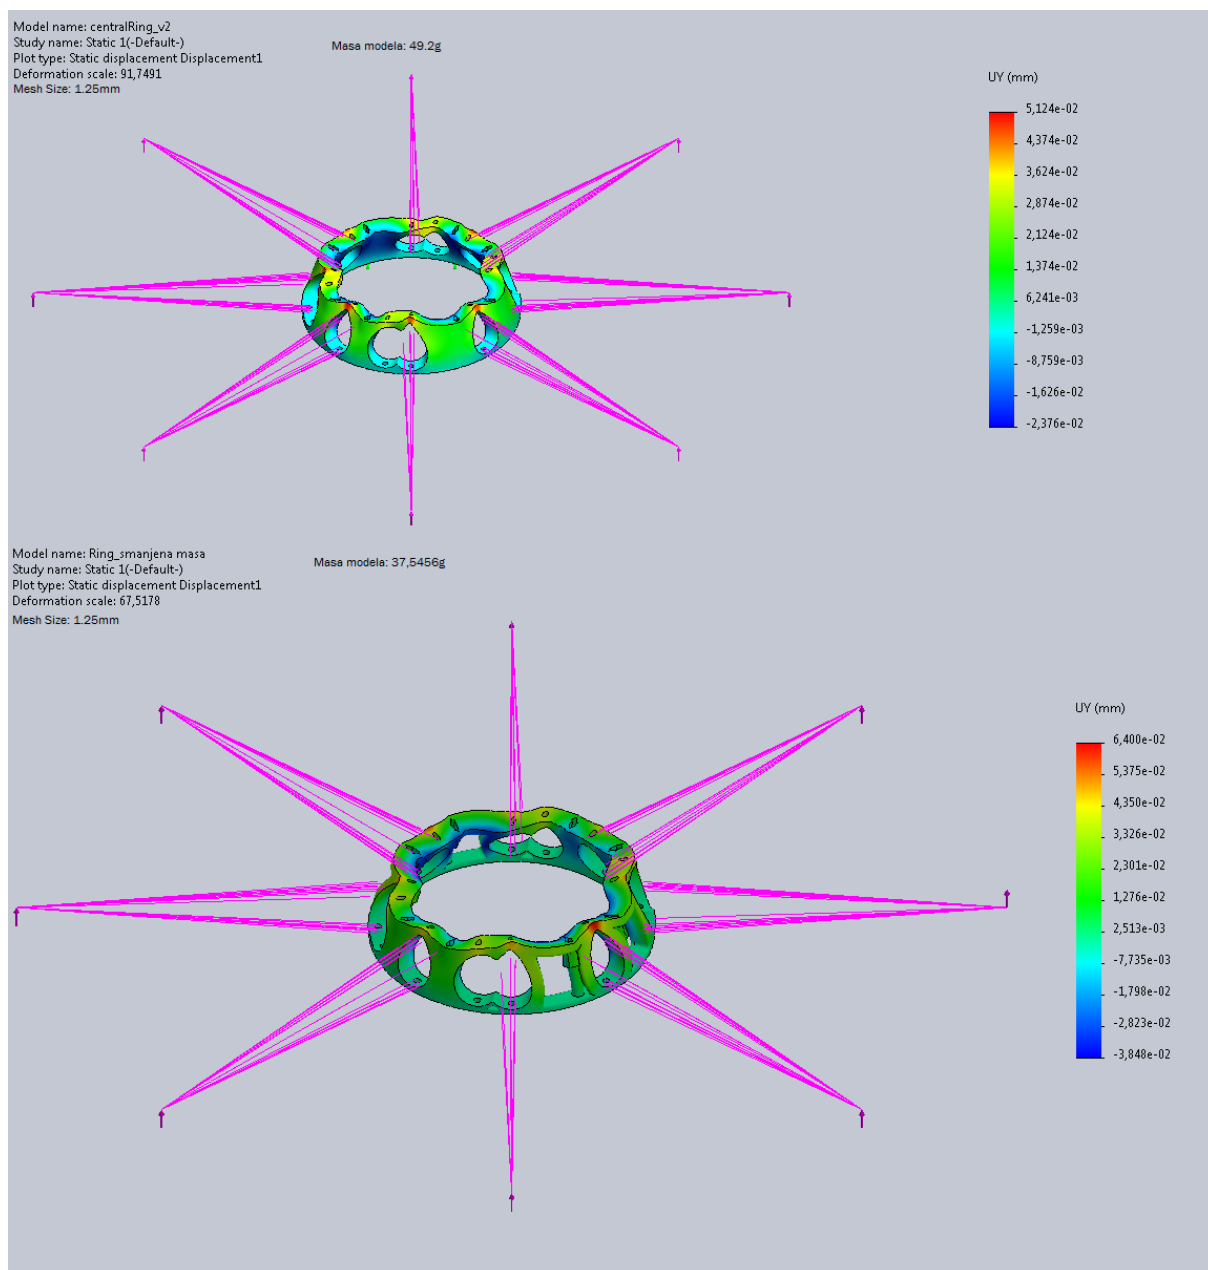 Model name: centralRing_v2
Study name: Static 1(-Default-)
Plot type: Static displacement Displacement1
Deformation scale: 91,7491
Mesh Size: 1.25mm
Masa modela: 49.2g
UY (mm)
5,124e-02
4,374e-02
3,624e-02
2,874e-02
2,124e-02
1,374e-02
6,241e-03
-1,259e-03
-8,759e-03
-1,626e-02
-2,376e-02
Model name: Ring_smanjena masa
Study name: Static 1(-Default-)
Plot type: Static displacement Displacement1
Deformation scale: 67,5178
Mesh Size: 1.25mm
Masa modela: 37,5456g
UY (mm)
6,400e-02
5,375e-02
4,350e-02
3,326e-02
2,301e-02
1,276e-02
2,513e-03
-7,735e-03
-1,798e-02
-2,823e-02
-3,848e-02